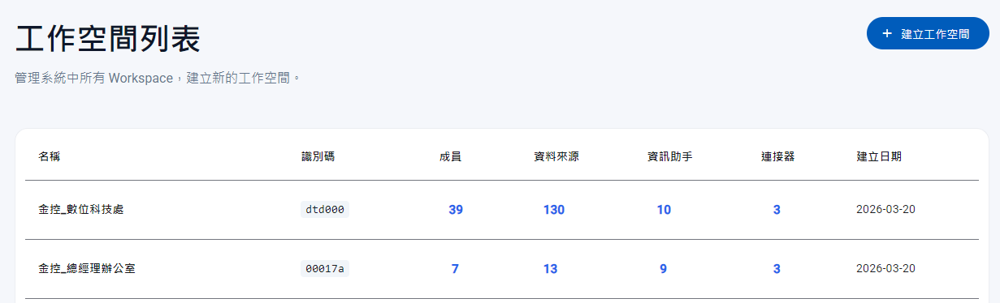 工作空間列表
+ 建立工作空間
管理系統中所有 Workspace，建立新的工作空間。
名稱 識別碼 成員 資料來源 資訊助手 連接器 建立日期
金控_數位科技處 dtd000 39 130 10 3 2026-03-20
金控_總經理辦公室 00017a 7 13 9 3 2026-03-20